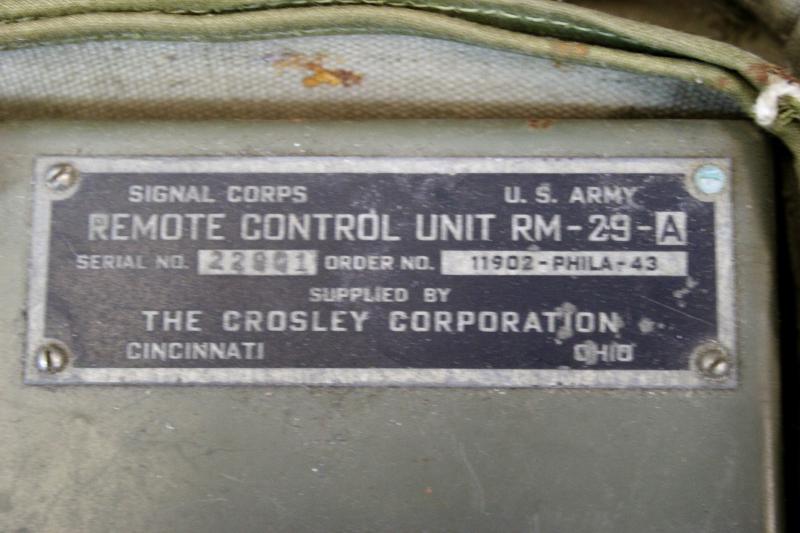 SIGNAL CORPS U. S. ARMY
REMOTE CONTROL UNIT RM-29-A
SERIAL NO. ORDER NO. 11902-PHILA-43
SUPPLIED BY
THE CROSLEY CORPORATION
CINCINNATI OHIO